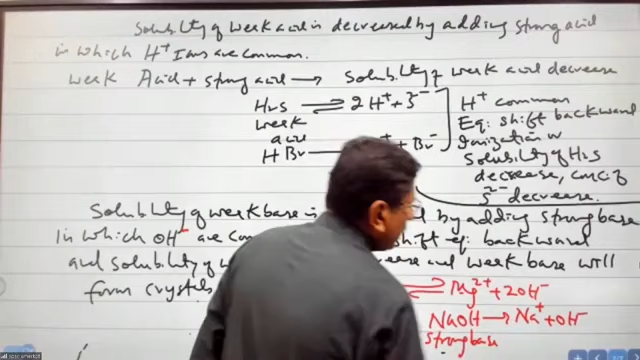 Solubility of weak acid is decreased by adding strong acid
in which H⁺ Ions are common.
weak Acid + strong acid → Solubility of weak acid decrease
H₂S ⇌ 2H⁺ + S²⁻
weak
acid
HBr + Br⁻
H⁺ common
Eq: shift backward
Ionization or
Solubility of H₂S
decrease, conc: of
S²⁻ decrease.
Solubility of weak base is by adding strong base
in which OH⁻ are shift eq: backward
and solubility of and weak base will
form crystals ⇌ Mg²⁺ + 2OH⁻
NaOH → Na⁺ + OH⁻
strong base